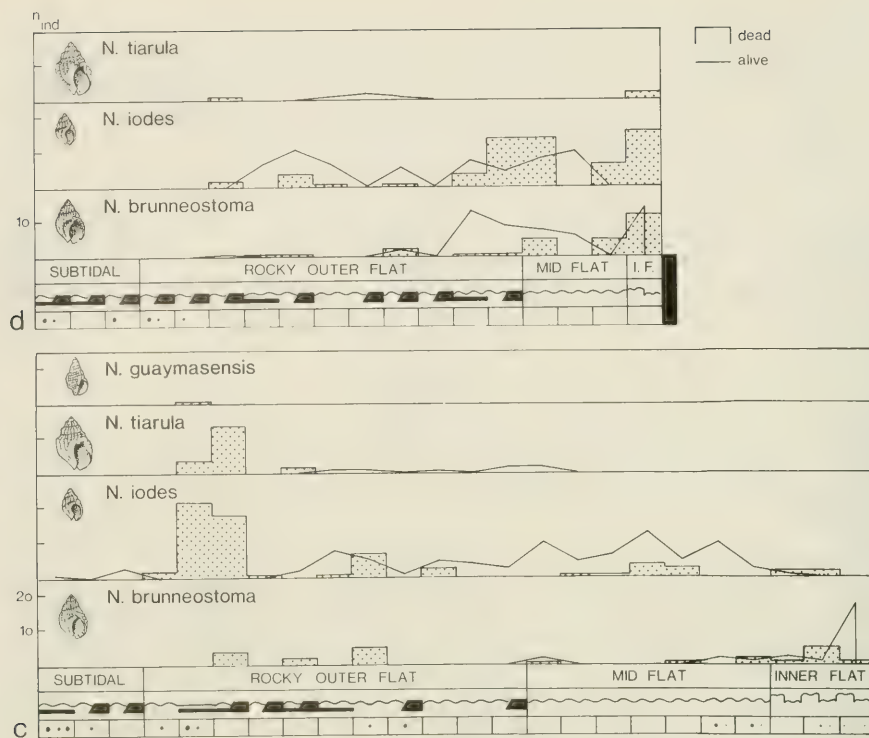 n ind
dead
alive
N. tiarula
N. iodes
N. brunneostoma
10
SUBTIDAL ROCKY OUTER FLAT MID FLAT I. F.
d
N. guaymasensis
N. tiarula
N. iodes
N. brunneostoma
20
10
SUBTIDAL ROCKY OUTER FLAT MID FLAT INNER FLAT
c